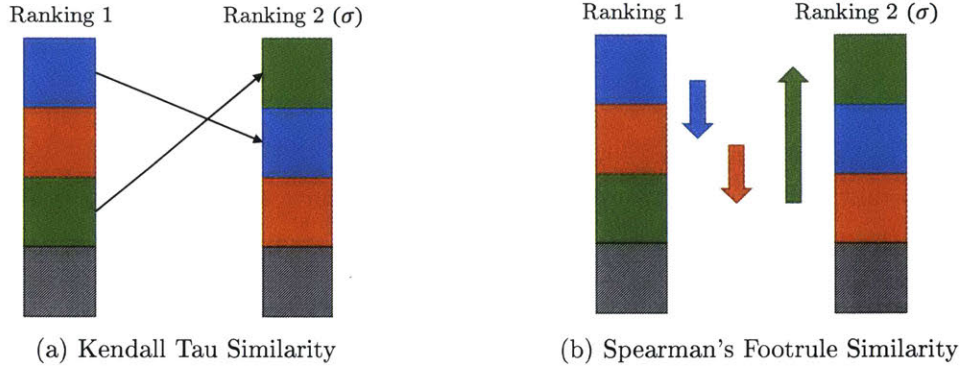 Ranking 1
Ranking 2 (σ)
(a) Kendall Tau Similarity
Ranking 1
Ranking 2 (σ)
(b) Spearman's Footrule Similarity